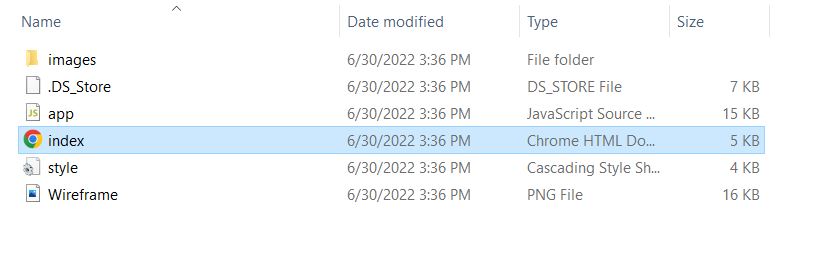 Name Date modified Type Size
images 6/30/2022 3:36 PM File folder
.DS_Store 6/30/2022 3:36 PM DS_STORE File 7 KB
JS app 6/30/2022 3:36 PM JavaScript Source ... 15 KB
index 6/30/2022 3:36 PM Chrome HTML Do... 5 KB
style 6/30/2022 3:36 PM Cascading Style Sh... 4 KB
Wireframe 6/30/2022 3:36 PM PNG File 16 KB